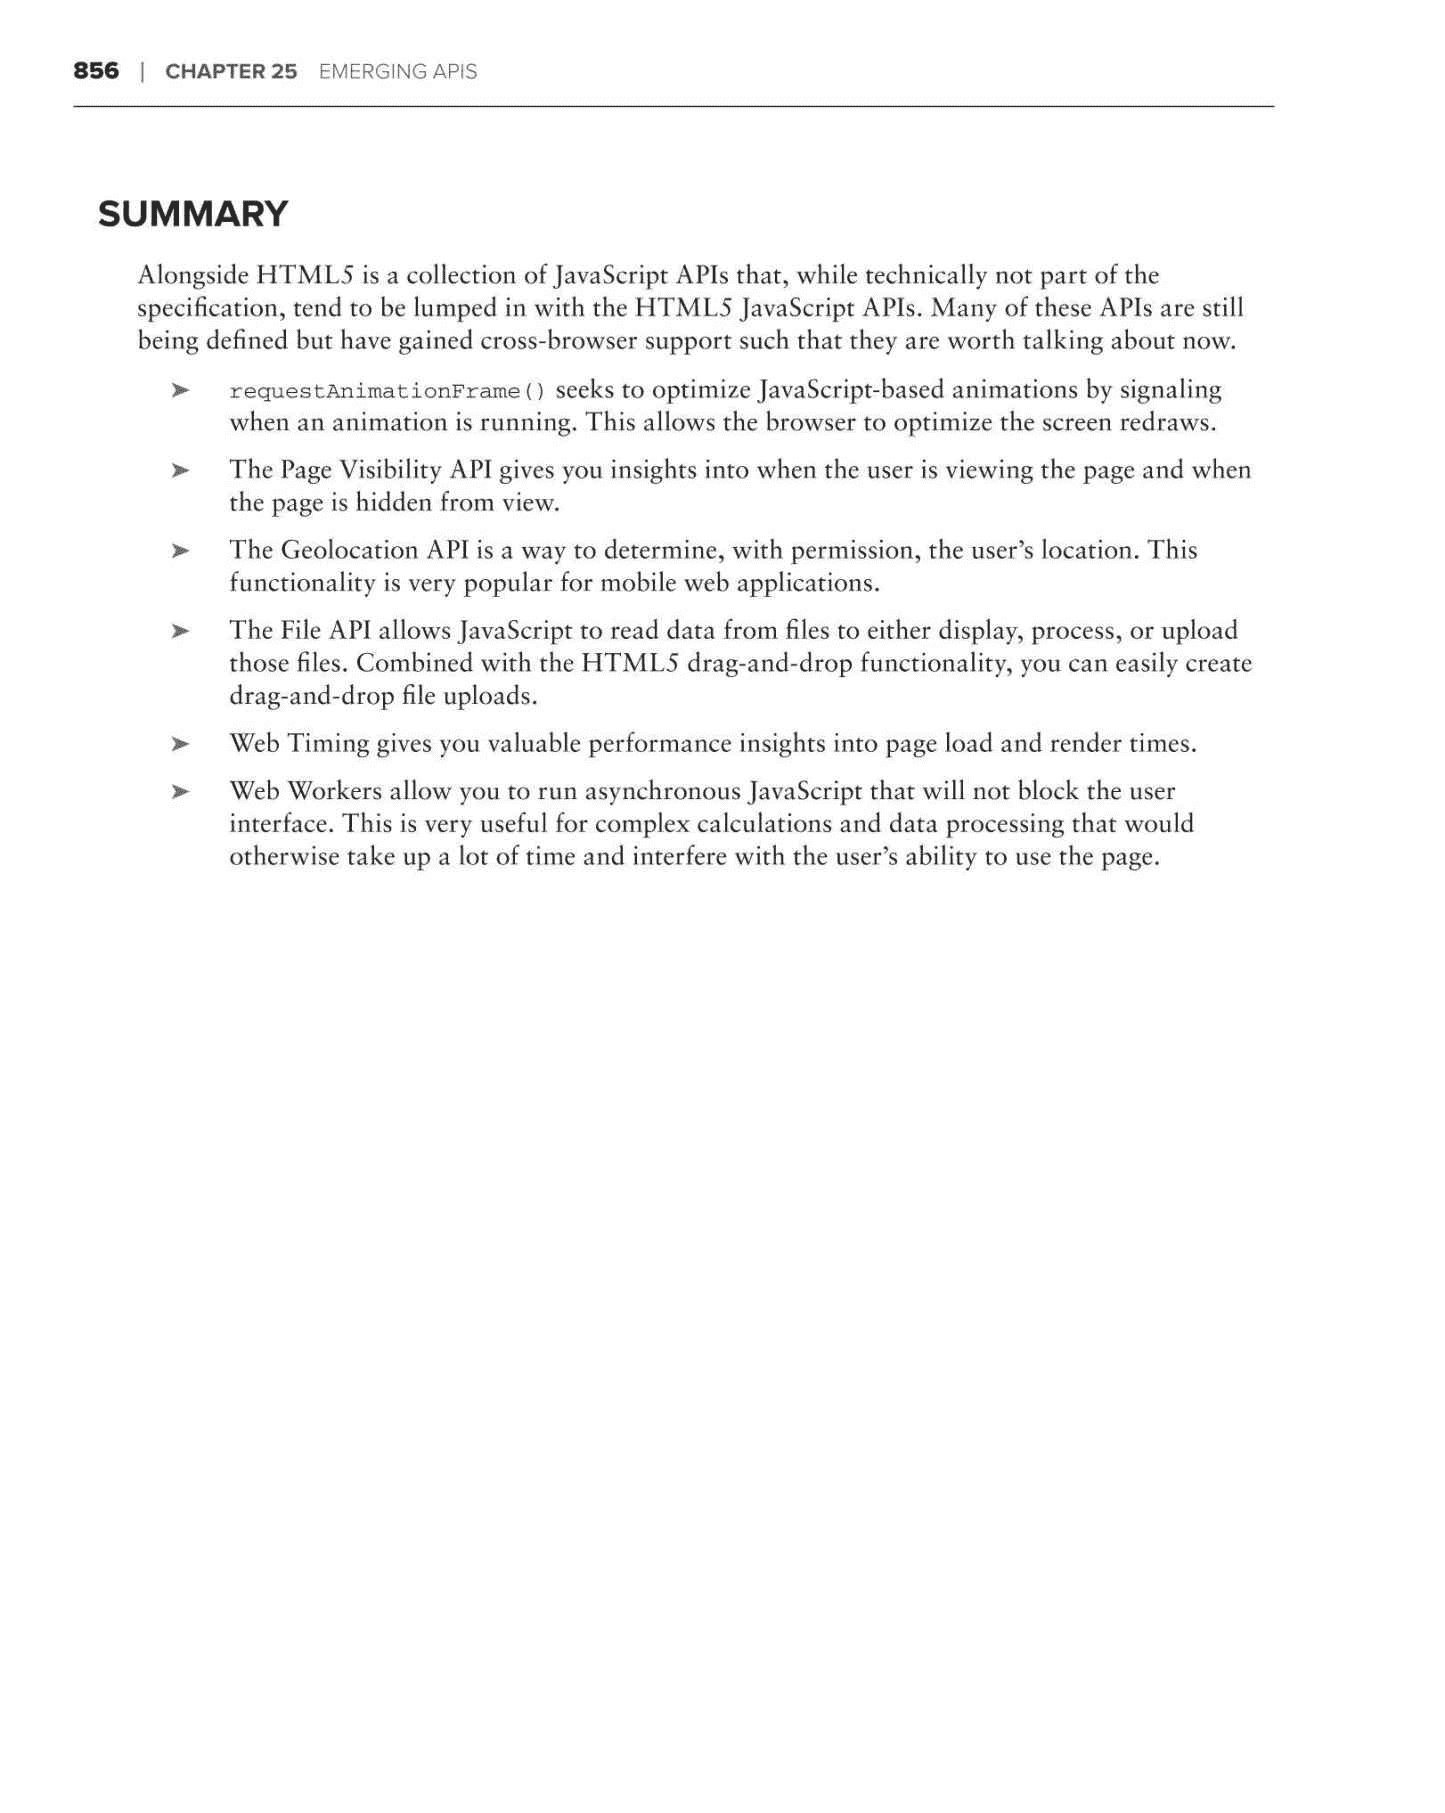 856 | CHAPTER 25 EMERGING APIS
SUMMARY
Alongside HTML5 is a collection of JavaScript APIs that, while technically not part of the
specification, tend to be lumped in with the HTML5 JavaScript APIs. Many of these APIs are still
being defined but have gained cross-browser support such that they are worth talking about now.
➤ requestAnimationFrame() seeks to optimize JavaScript-based animations by signaling
when an animation is running. This allows the browser to optimize the screen redraws.
➤ The Page Visibility API gives you insights into when the user is viewing the page and when
the page is hidden from view.
➤ The Geolocation API is a way to determine, with permission, the user’s location. This
functionality is very popular for mobile web applications.
➤ The File API allows JavaScript to read data from files to either display, process, or upload
those files. Combined with the HTML5 drag-and-drop functionality, you can easily create
drag-and-drop file uploads.
➤ Web Timing gives you valuable performance insights into page load and render times.
➤ Web Workers allow you to run asynchronous JavaScript that will not block the user
interface. This is very useful for complex calculations and data processing that would
otherwise take up a lot of time and interfere with the user’s ability to use the page.